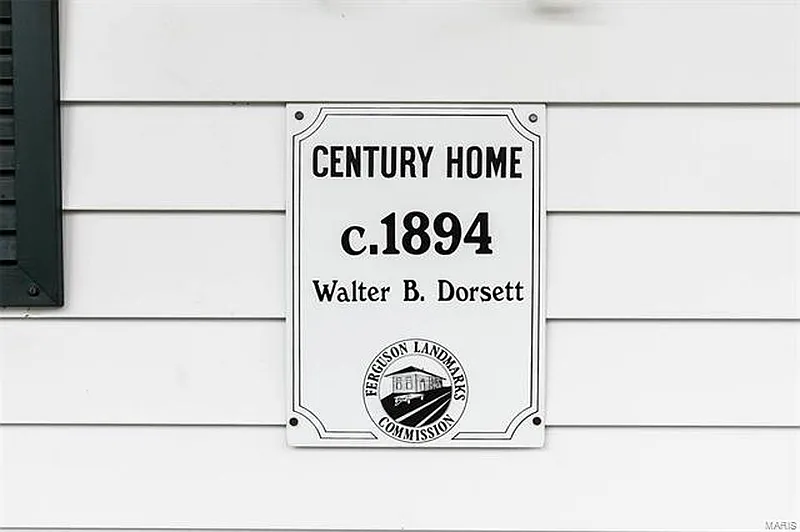 CENTURY HOME
c.1894
Walter B. Dorsett
FERGUSON LANDMARKS
COMMISSION
MARIS